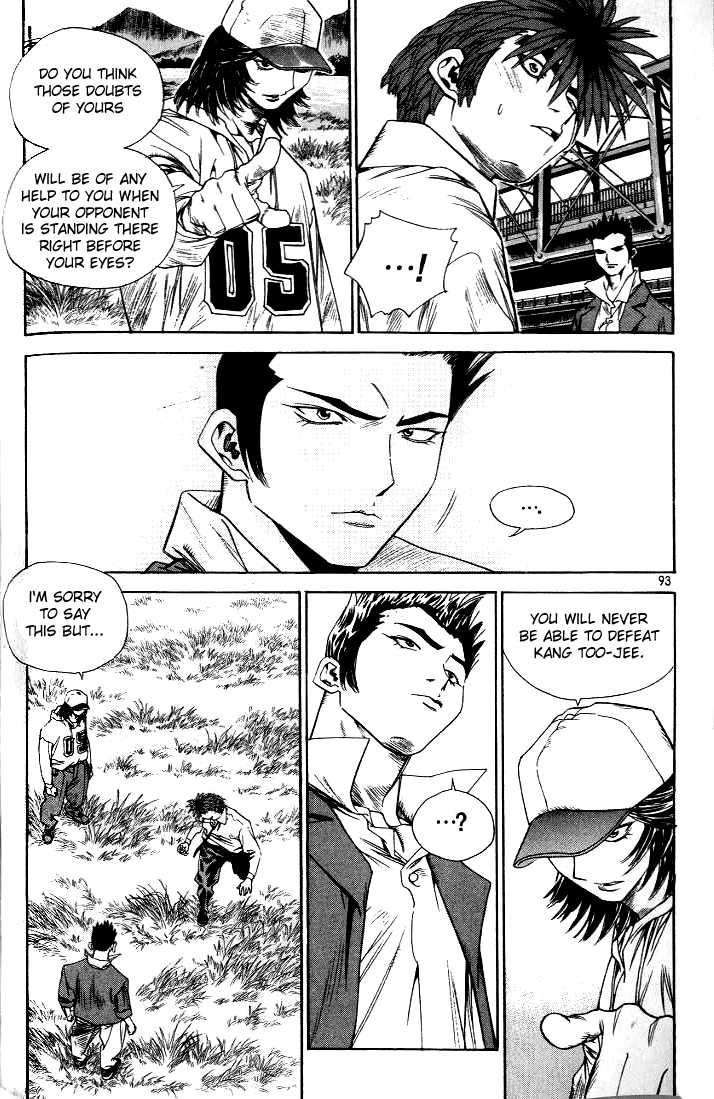 DO YOU THINK
THOSE DOUBTS
OF YOURS
WILL BE OF ANY
HELP TO YOU WHEN
YOUR OPPONENT
IS STANDING THERE
RIGHT BEFORE
YOUR EYES?
05
...!
....
93
I'M SORRY
TO SAY
THIS BUT...
05
...?
YOU WILL NEVER
BE ABLE TO DEFEAT
KANG TOO-JEE.